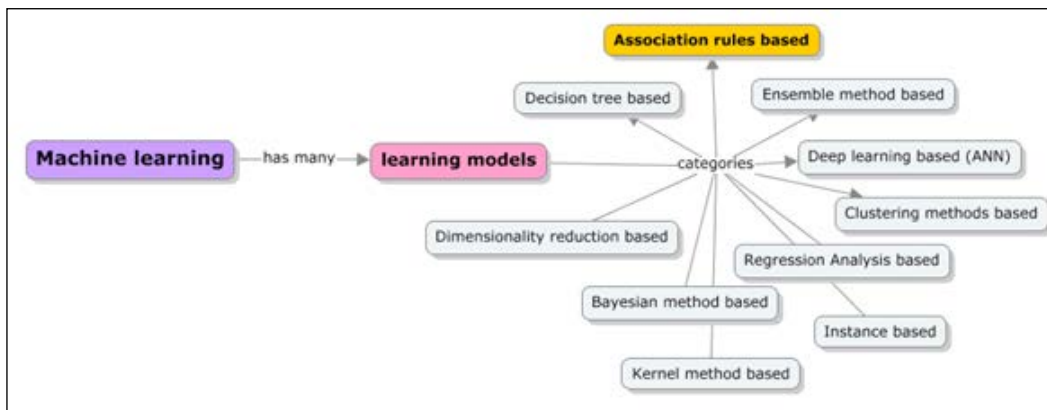 Association rules based
Decision tree based
Ensemble method based
Machine learning
has many
learning models
categories
Deep learning based (ANN)
Clustering methods based
Dimensionality reduction based
Regression Analysis based
Bayesian method based
Instance based
Kernel method based